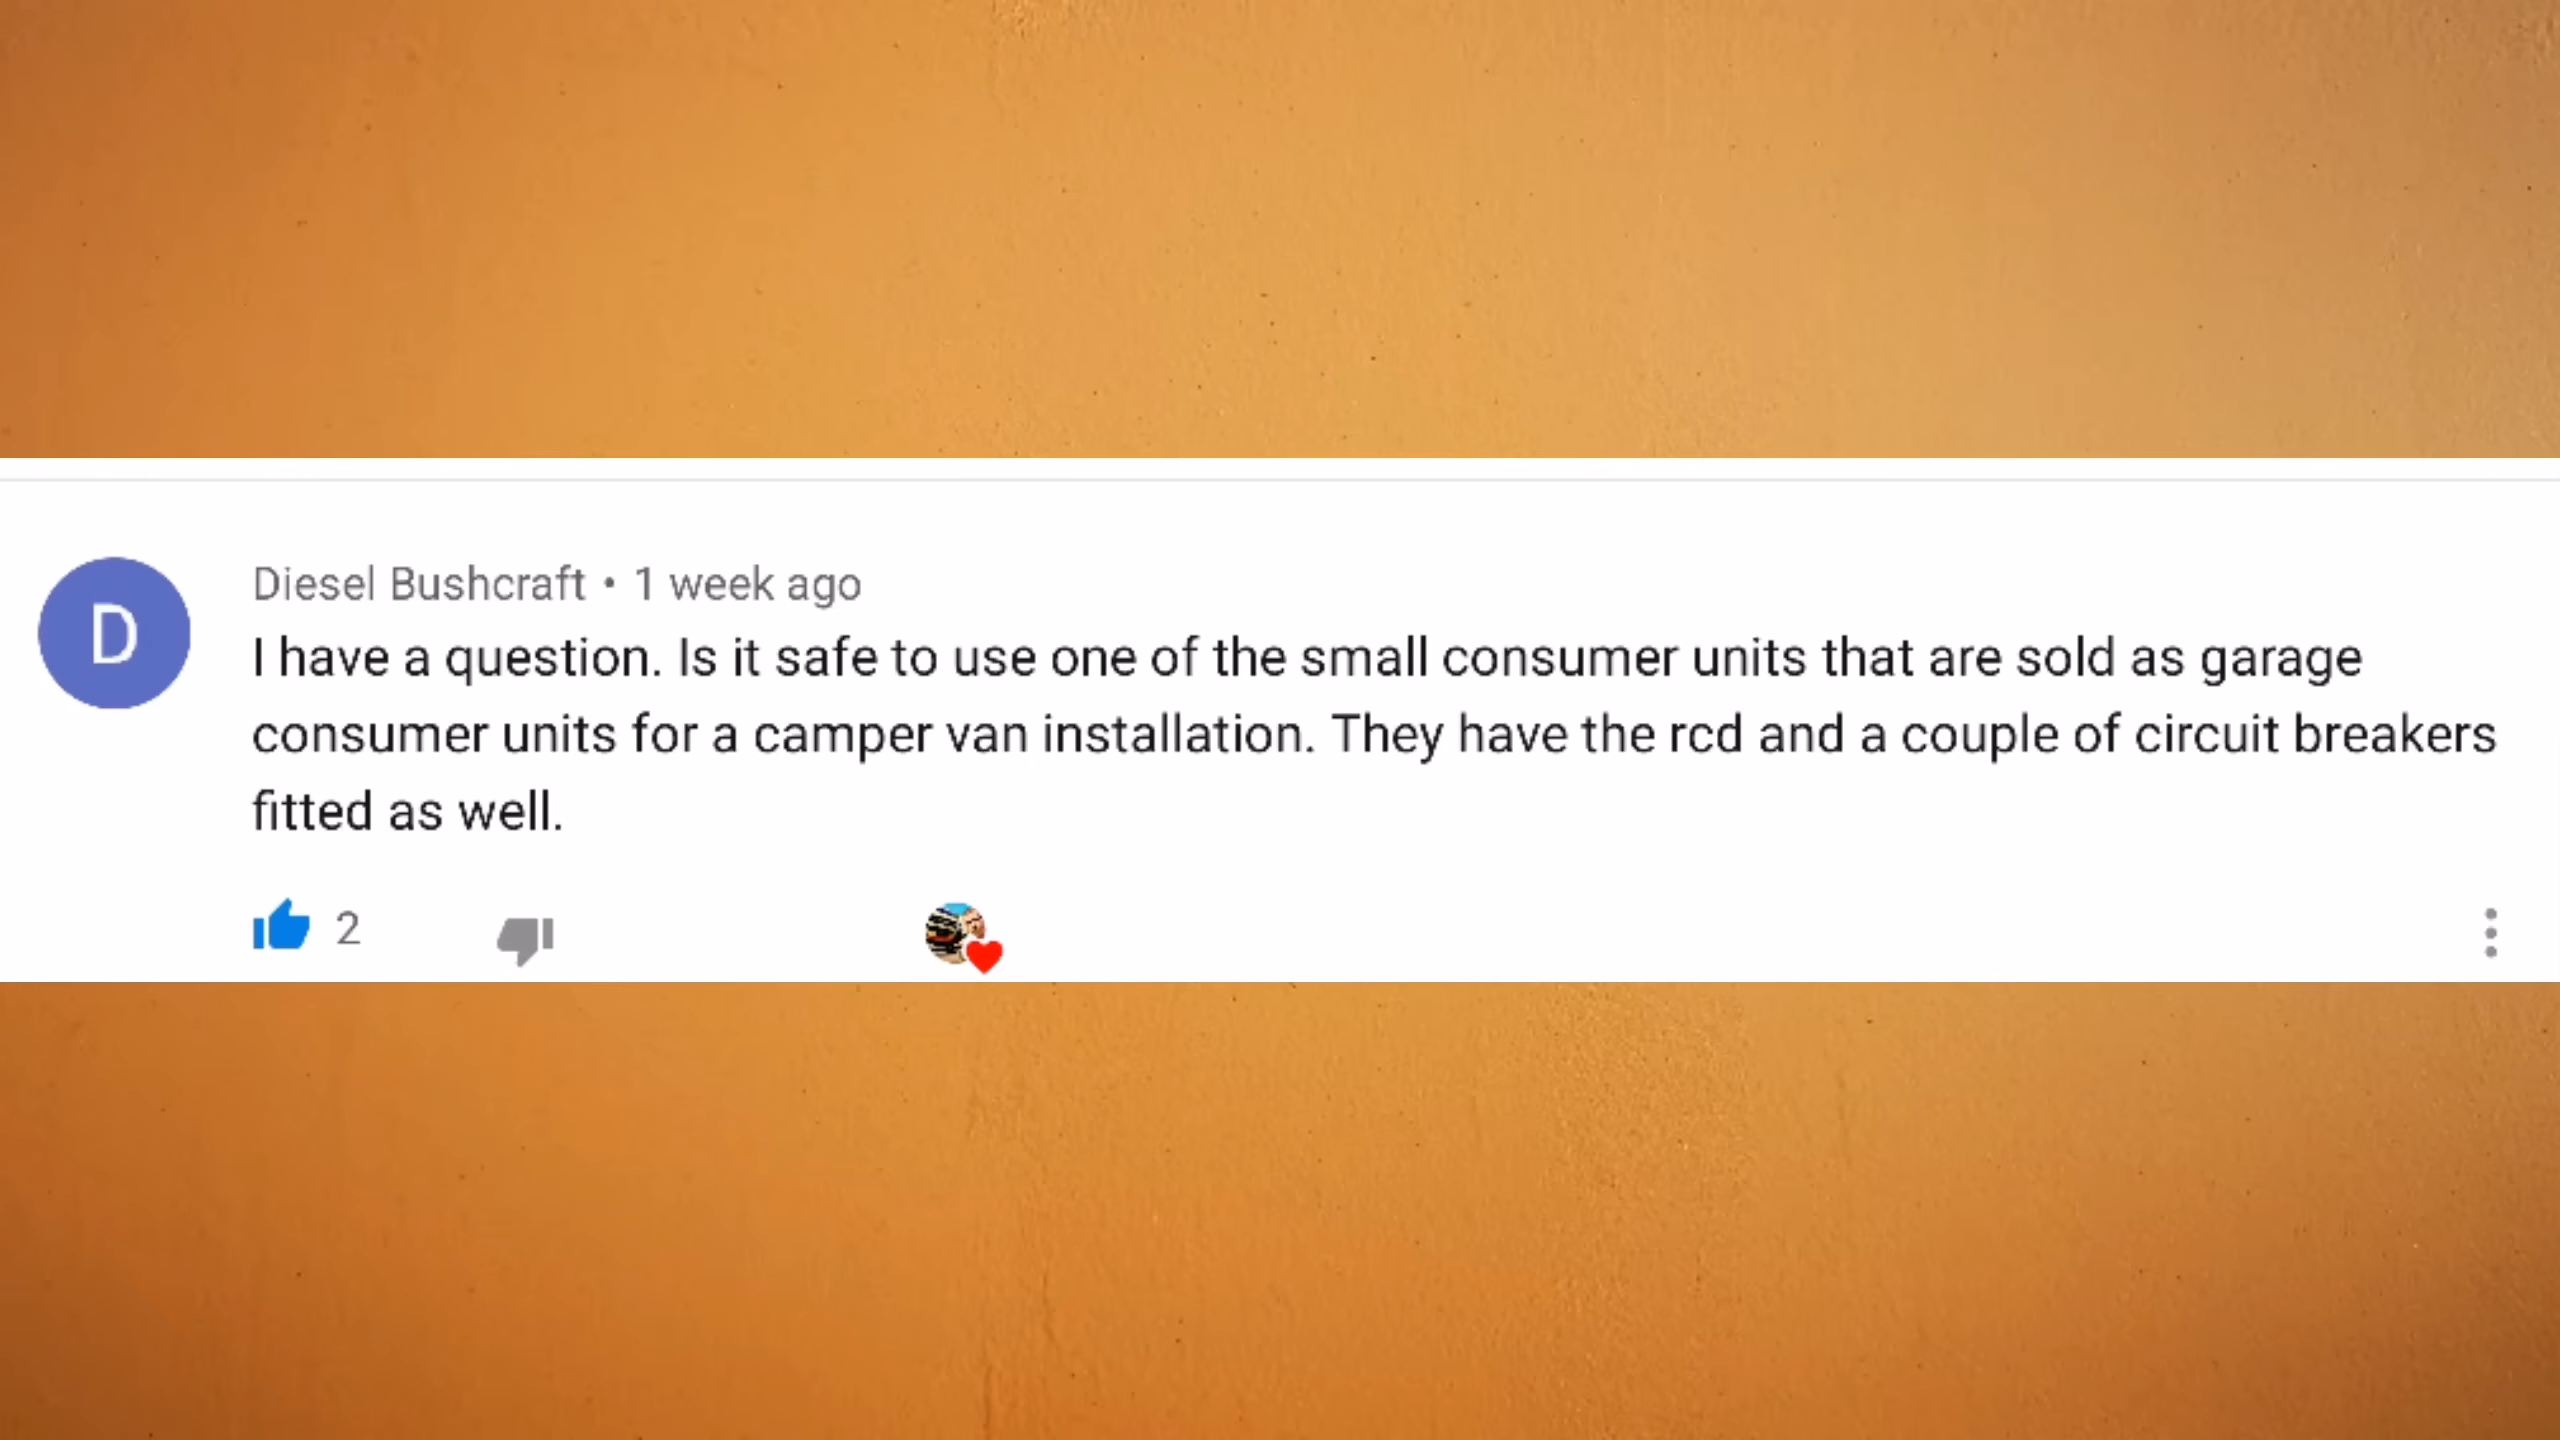 D
Diesel Bushcraft • 1 week ago
I have a question. Is it safe to use one of the small consumer units that are sold as garage
consumer units for a camper van installation. They have the rcd and a couple of circuit breakers
fitted as well.
2